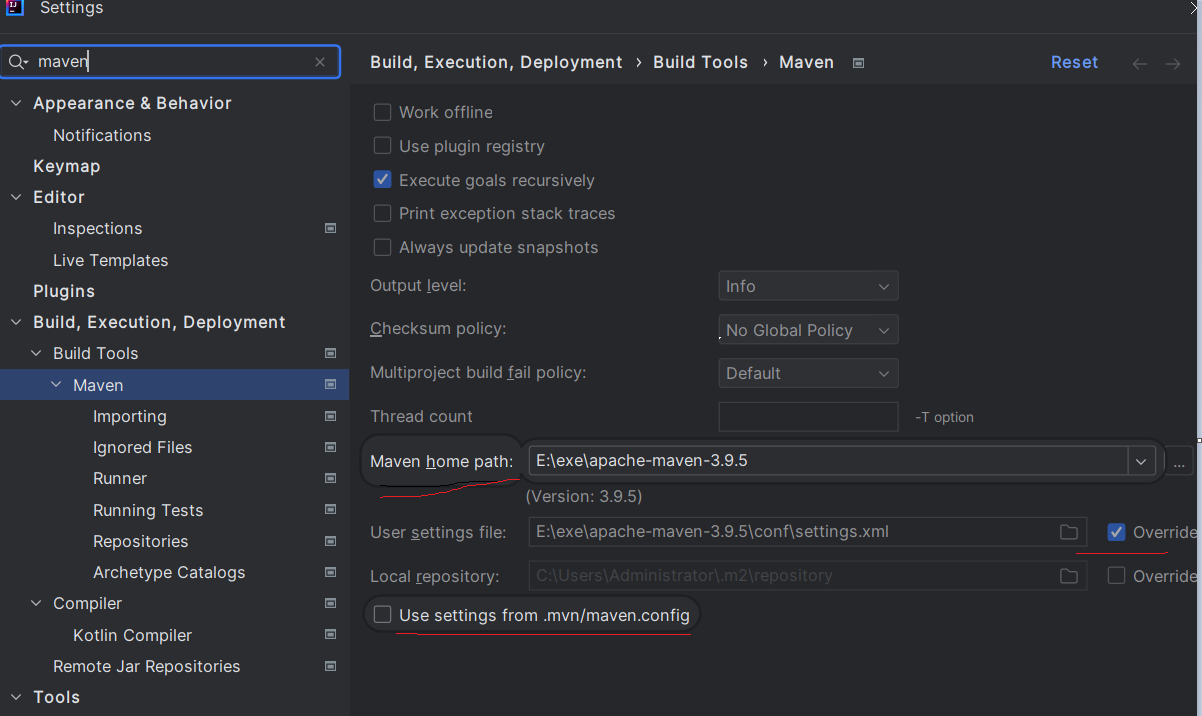 Settings
maven
Appearance & Behavior
Notifications
Keymap
Editor
Inspections
Live Templates
Plugins
Build, Execution, Deployment
Build Tools
Maven
Importing
Ignored Files
Runner
Running Tests
Repositories
Archetype Catalogs
Compiler
Kotlin Compiler
Remote Jar Repositories
Tools
Build, Execution, Deployment › Build Tools › Maven
Reset
Work offline
Use plugin registry
Execute goals recursively
Print exception stack traces
Always update snapshots
Output level: Info
Checksum policy: No Global Policy
Multiproject build fail policy: Default
Thread count -T option
Maven home path: E:\exe\apache-maven-3.9.5 ...
(Version: 3.9.5)
User settings file: E:\exe\apache-maven-3.9.5\conf\settings.xml Override
Local repository: C:\Users\Administrator\.m2\repository Override
Use settings from .mvn/maven.config